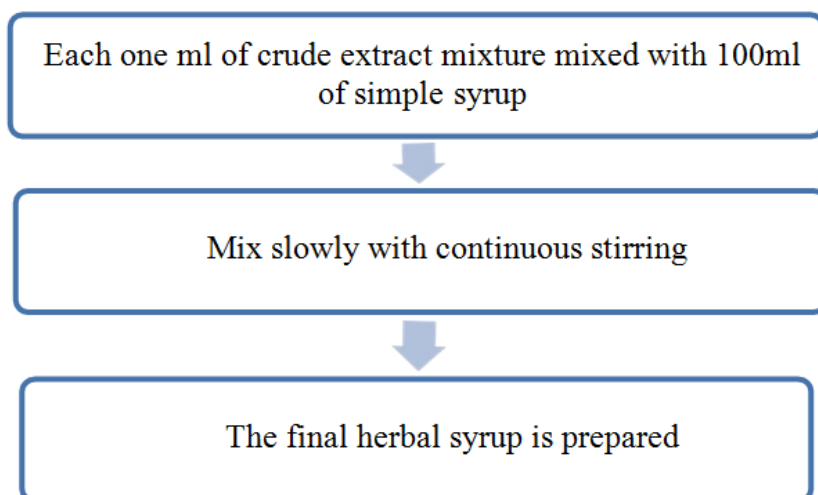 Each one ml of crude extract mixture mixed with 100ml
of simple syrup
Mix slowly with continuous stirring
The final herbal syrup is prepared